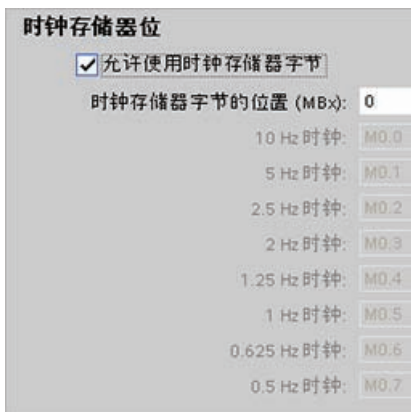 时钟存储器位
允许使用时钟存储器字节
时钟存储器字节的位置 (MBx): 0
10 Hz 时钟: M0.0
5 Hz 时钟: M0.1
2.5 Hz 时钟: M0.2
2 Hz 时钟: M0.3
1.25 Hz 时钟: M0.4
1 Hz 时钟: M0.5
0.625 Hz 时钟: M0.6
0.5 Hz 时钟: M0.7